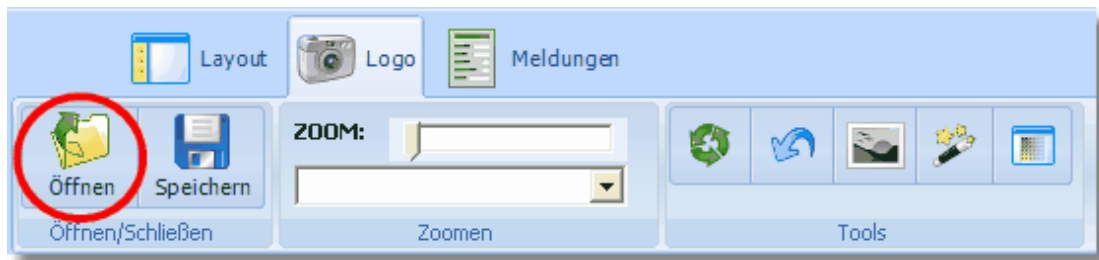 Layout
Logo
Meldungen
ZOOM:
Öffnen
Speichern
Öffnen/Schließen
Zoomen
Tools